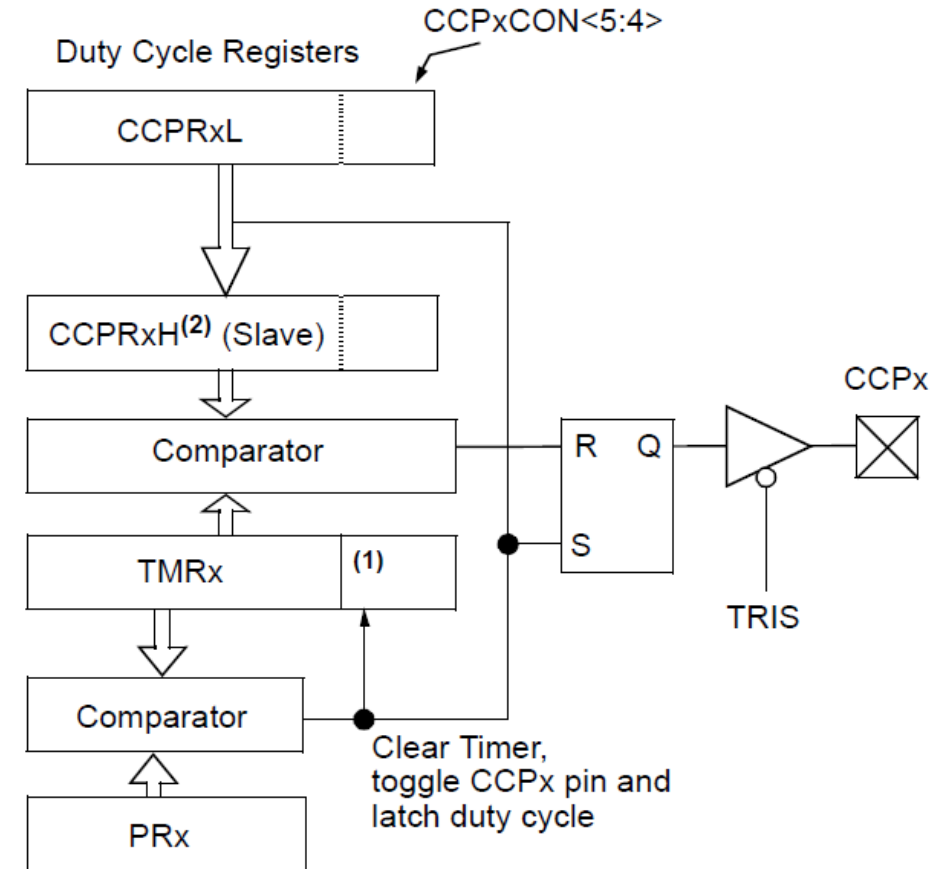 CCPxCON<5:4>
Duty Cycle Registers
CCPRxL
CCPRxH(2) (Slave)
CCPx
Comparator
R Q
S
TMRx (1)
TRIS
Comparator
Clear Timer,
toggle CCPx pin and
latch duty cycle
PRx